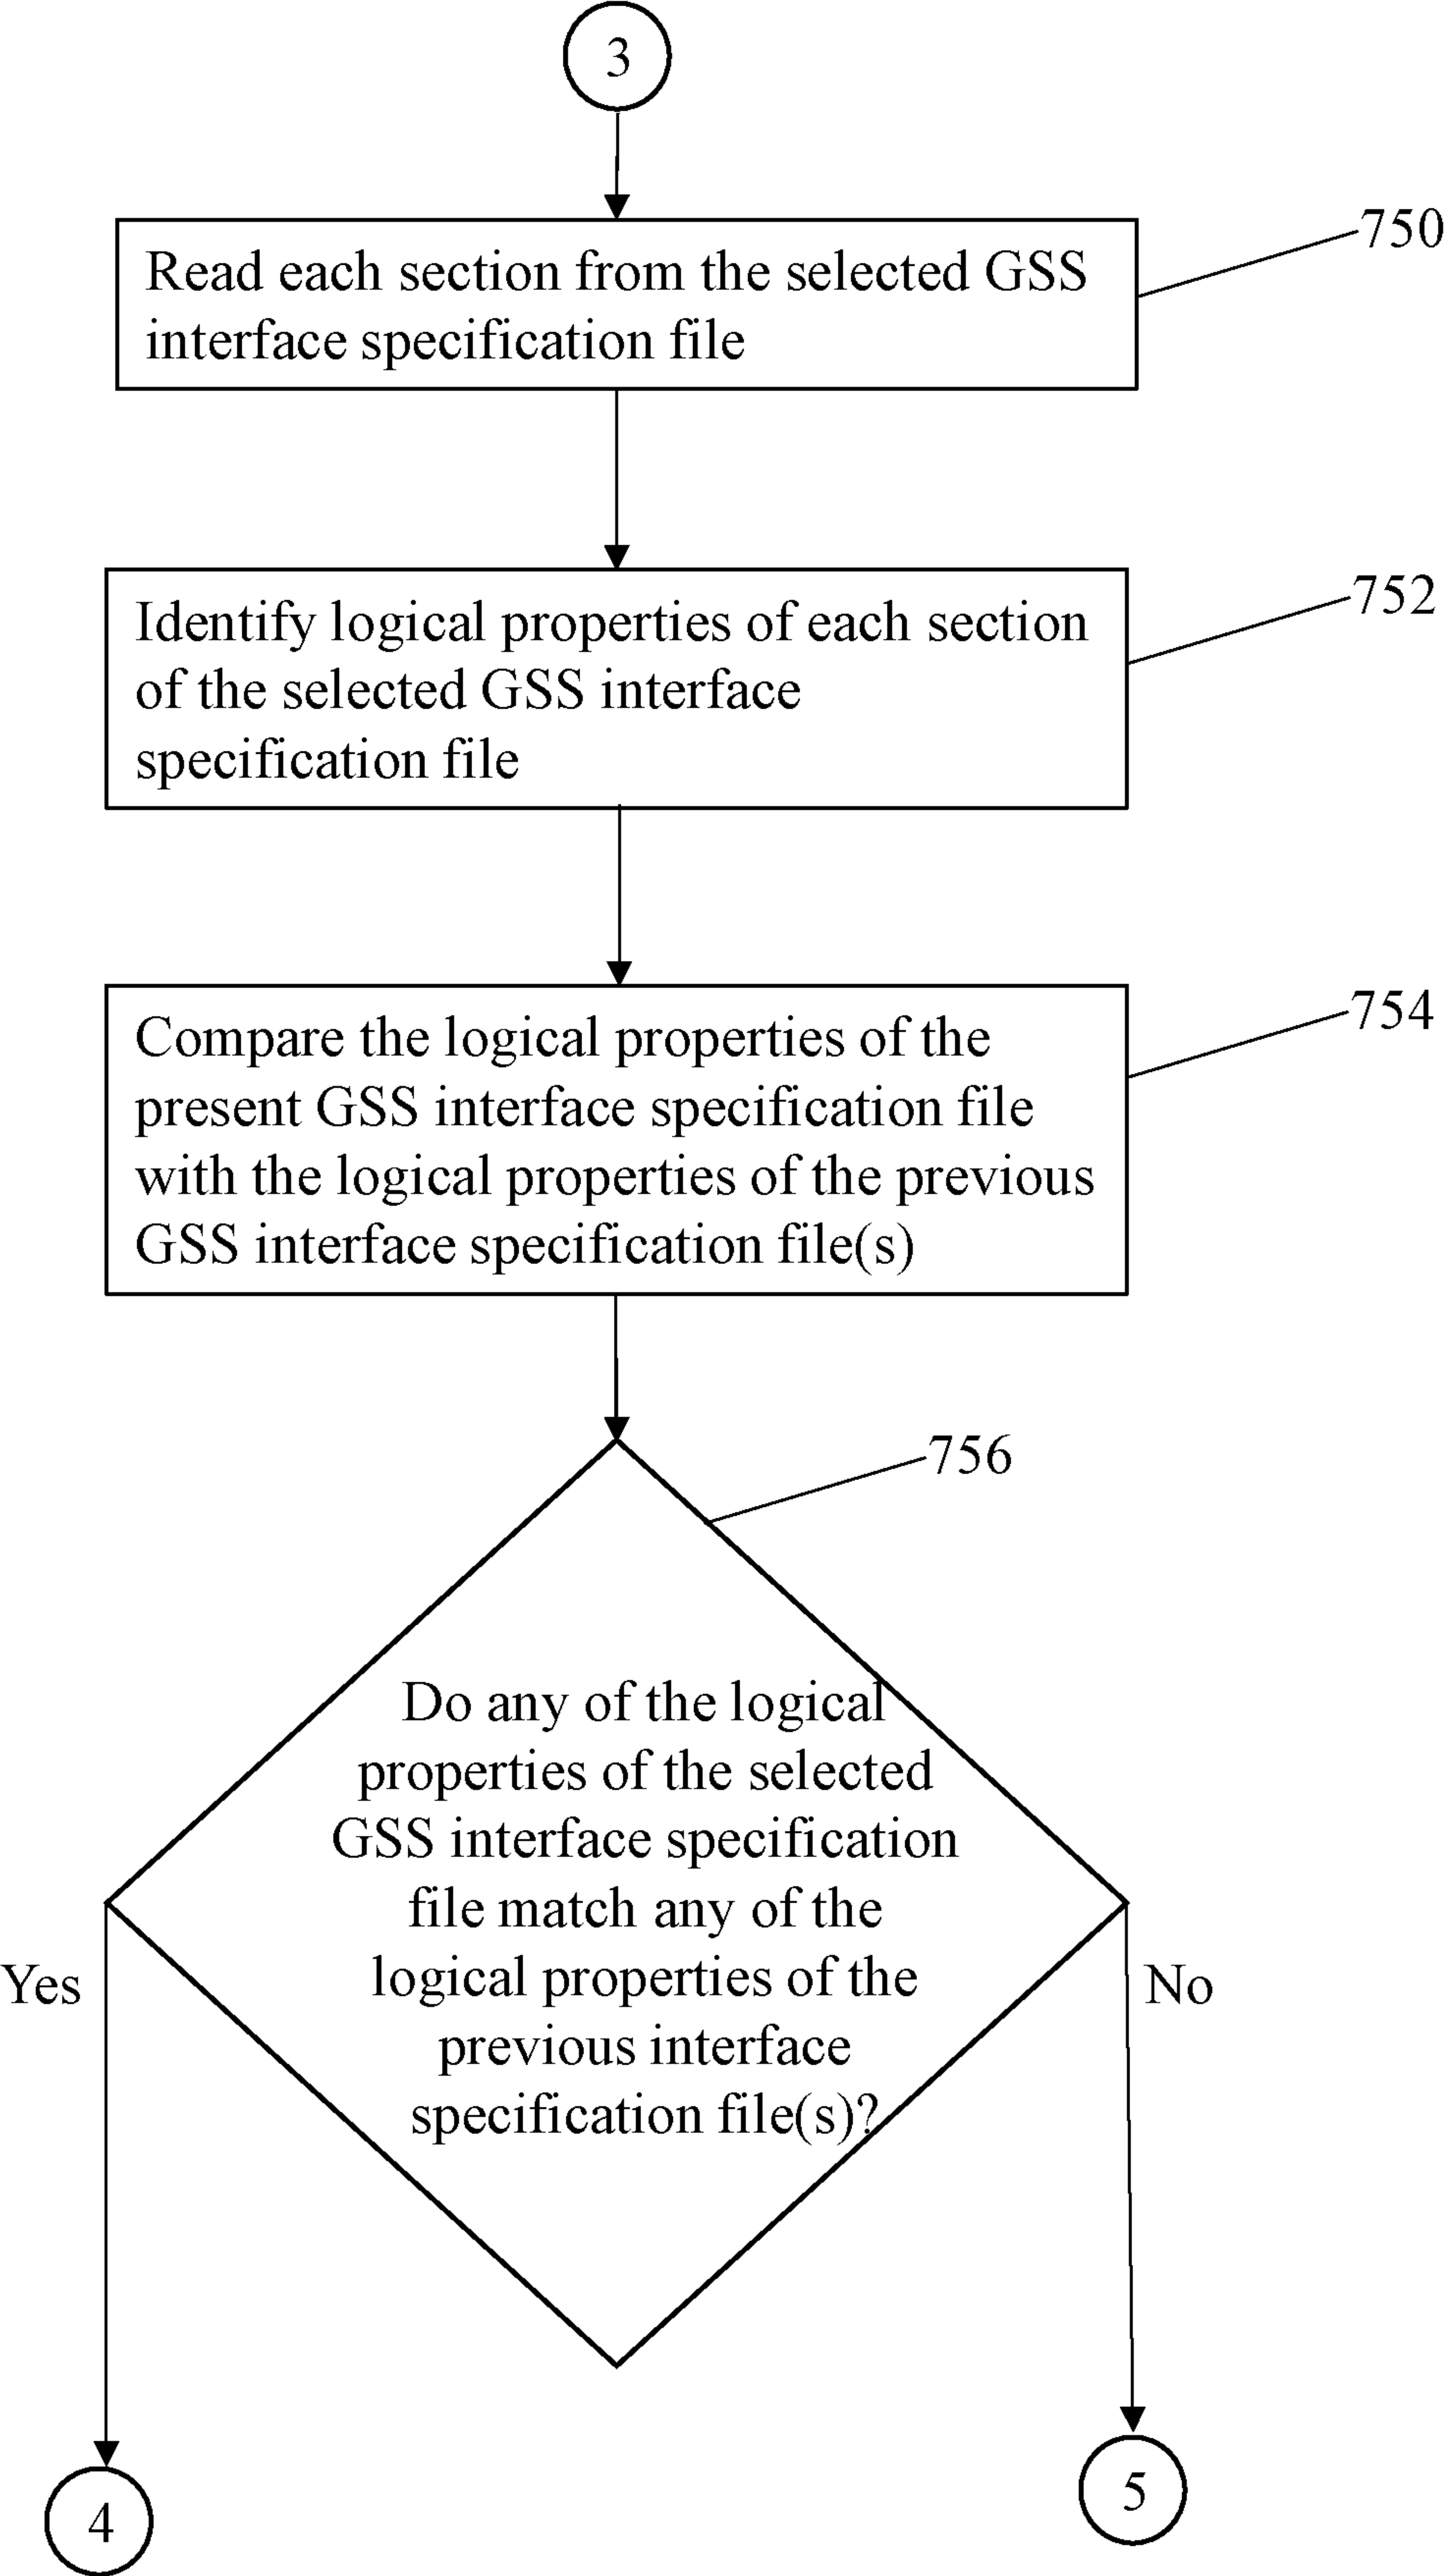 3
750
Read each section from the selected GSS
interface specification file
752
Identify logical properties of each section
of the selected GSS interface
specification file
754
Compare the logical properties of the
present GSS interface specification file
with the logical properties of the previous
GSS interface specification file(s)
756
Do any of the logical
properties of the selected
GSS interface specification
file match any of the
logical properties of the
previous interface
specification file(s)?
Yes
No
4
5